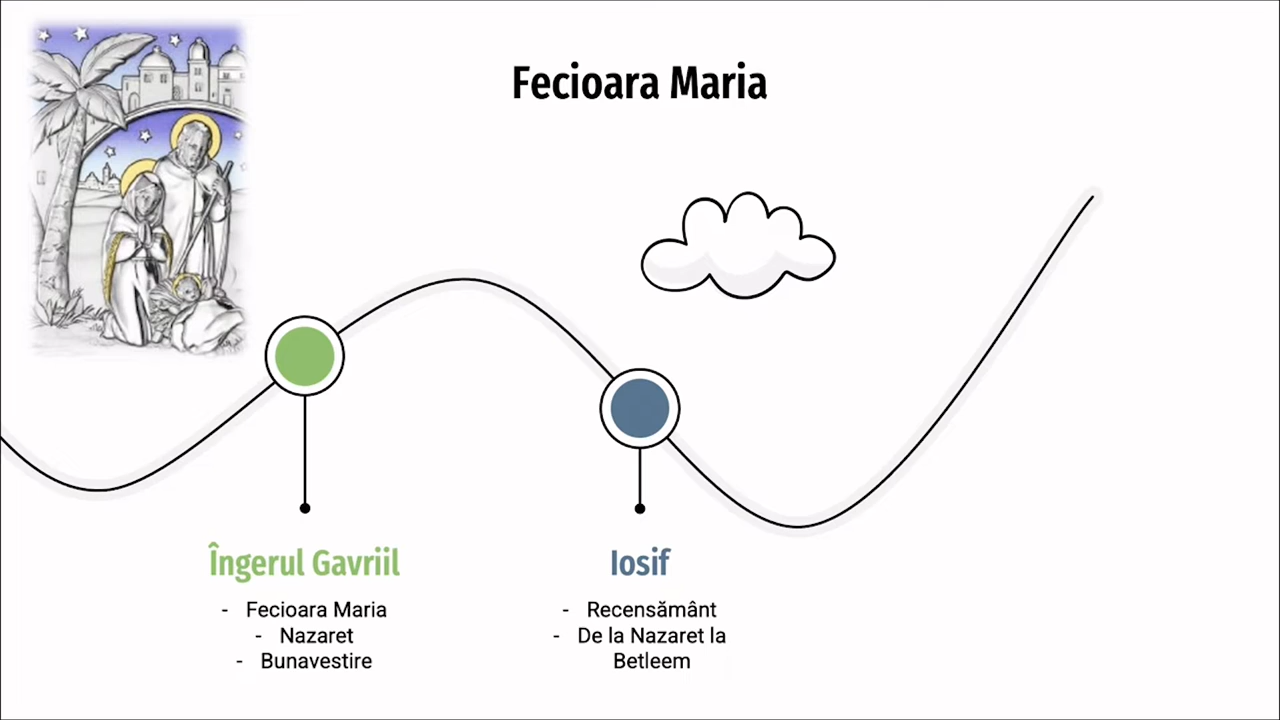 Fecioara Maria
Îngerul Gavriil
- Fecioara Maria
- Nazaret
- Bunavestire
Iosif
- Recensământ
- De la Nazaret la
Betleem